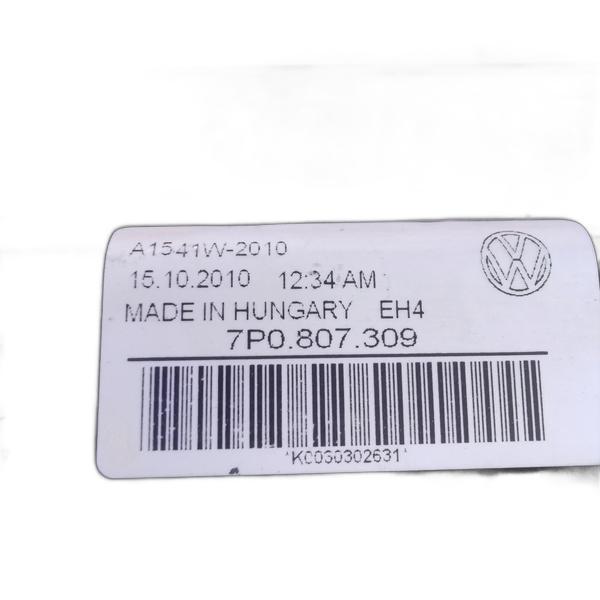 A1541W-2010
15.10.2010 12:34 AM
MADE IN HUNGARY EH4
7P0.807.309
*K0030302631*